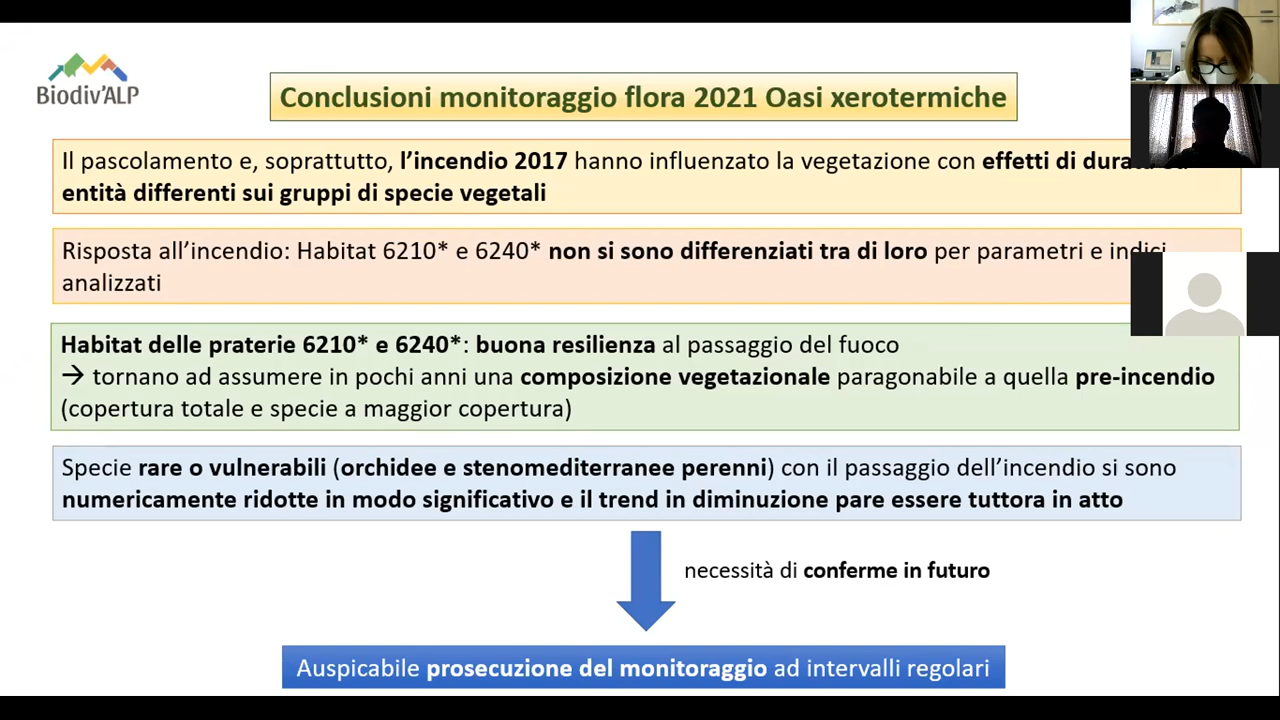 Biodiv'ALP
Conclusioni monitoraggio flora 2021 Oasi xerotermiche
Il pascolamento e, soprattutto, l'incendio 2017 hanno influenzato la vegetazione con effetti di durata
entità differenti sui gruppi di specie vegetali
Risposta all'incendio: Habitat 6210* e 6240* non si sono differenziati tra di loro per parametri e indici
analizzati
Habitat delle praterie 6210* e 6240*: buona resilienza al passaggio del fuoco
→ tornano ad assumere in pochi anni una composizione vegetazionale paragonabile a quella pre-incendio
(copertura totale e specie a maggior copertura)
Specie rare o vulnerabili (orchidee e stenomediterranee perenni) con il passaggio dell'incendio si sono
numericamente ridotte in modo significativo e il trend in diminuzione pare essere tuttora in atto
necessità di conferme in futuro
Auspicabile prosecuzione del monitoraggio ad intervalli regolari